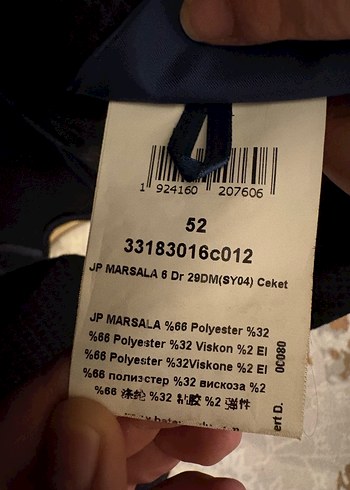 1 924160 207606
52
33183016c012
JP MARSALA 6 Dr 29DM(SY04) Ceket
JP MARSALA %66 Polyester %32
%66 Polyester %32 Viskon %2 El
%66 Polyester %32Viskone %2 El
%66 полиэстер %32 вискоза %2
%66 涤纶 %32 粘胶 %2 弹性
00080
ert D.